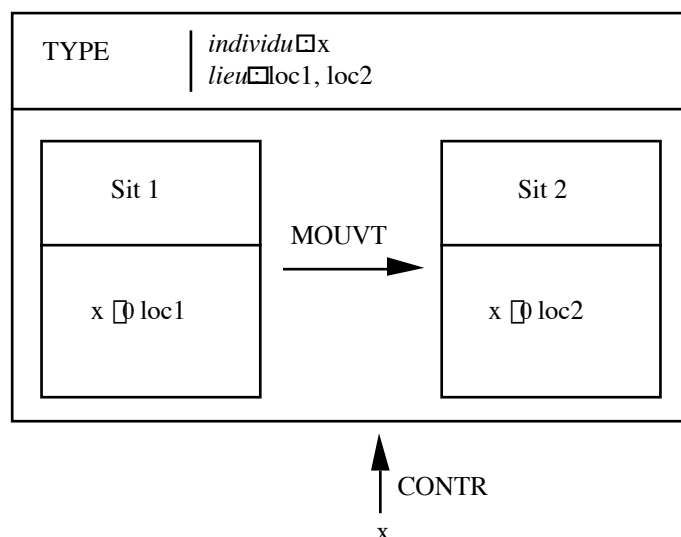 TYPE
individu : x
lieu : loc1, loc2
Sit 1
Sit 2
MOUVT
x 0 loc1
x 0 loc2
CONTR
x